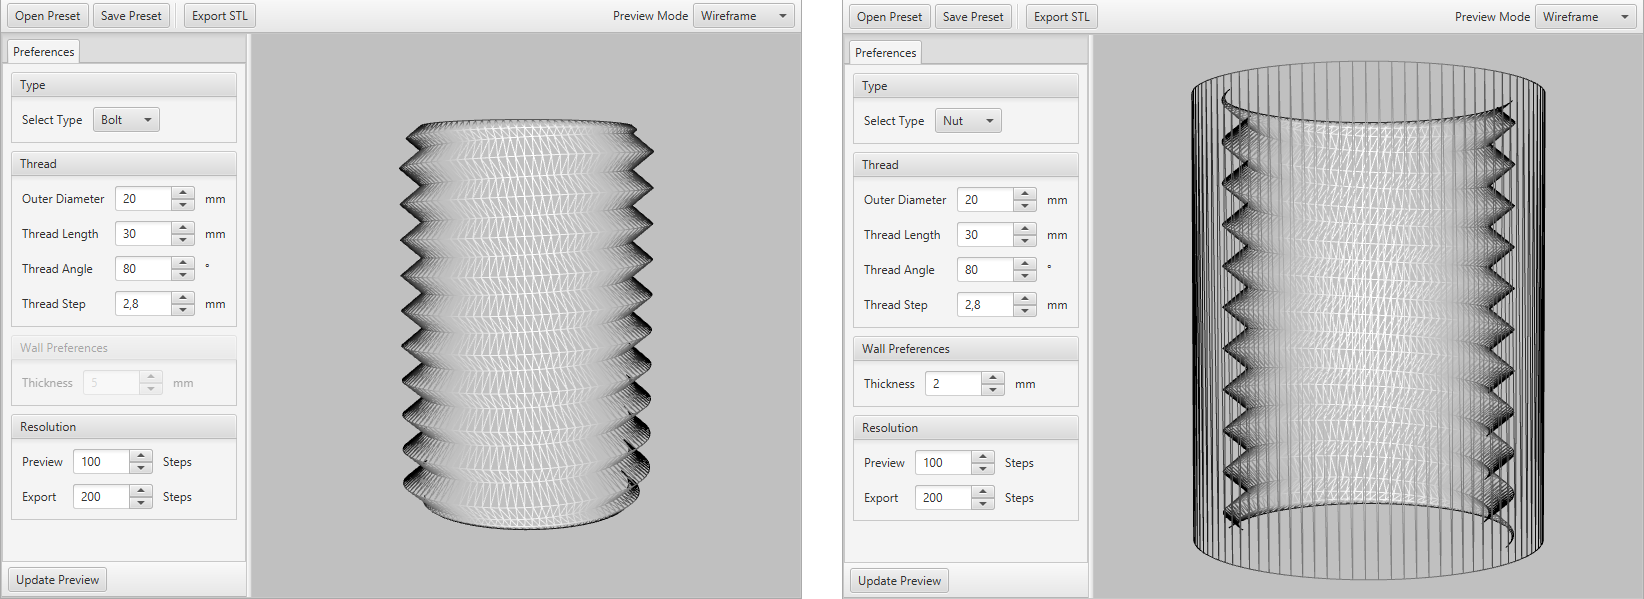 Open Preset Save Preset Export STL Preview Mode Wireframe
Preferences
Type
Select Type Bolt
Thread
Outer Diameter 20 mm
Thread Length 30 mm
Thread Angle 80 °
Thread Step 2,8 mm
Wall Preferences
Thickness 5 mm
Resolution
Preview 100 Steps
Export 200 Steps
Update Preview
Open Preset Save Preset Export STL Preview Mode Wireframe
Preferences
Type
Select Type Nut
Thread
Outer Diameter 20 mm
Thread Length 30 mm
Thread Angle 80 °
Thread Step 2,8 mm
Wall Preferences
Thickness 2 mm
Resolution
Preview 100 Steps
Export 200 Steps
Update Preview